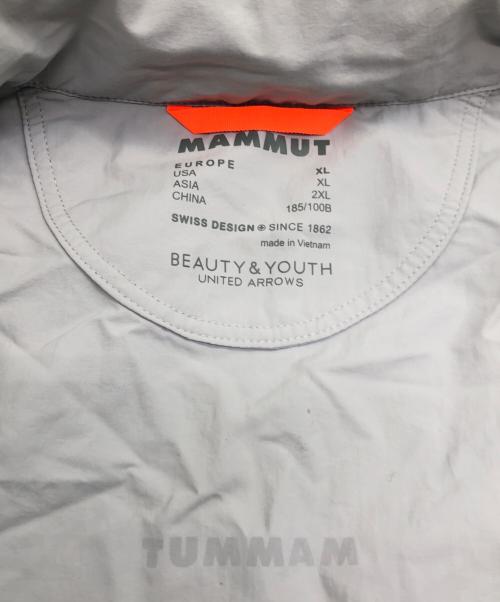 MAMMUT
EUROPE XL
USA XL
ASIA 2XL
CHINA 185/100B
SWISS DESIGN ⊕ SINCE 1862
made in Vietnam
BEAUTY & YOUTH
UNITED ARROWS
TUMMAM